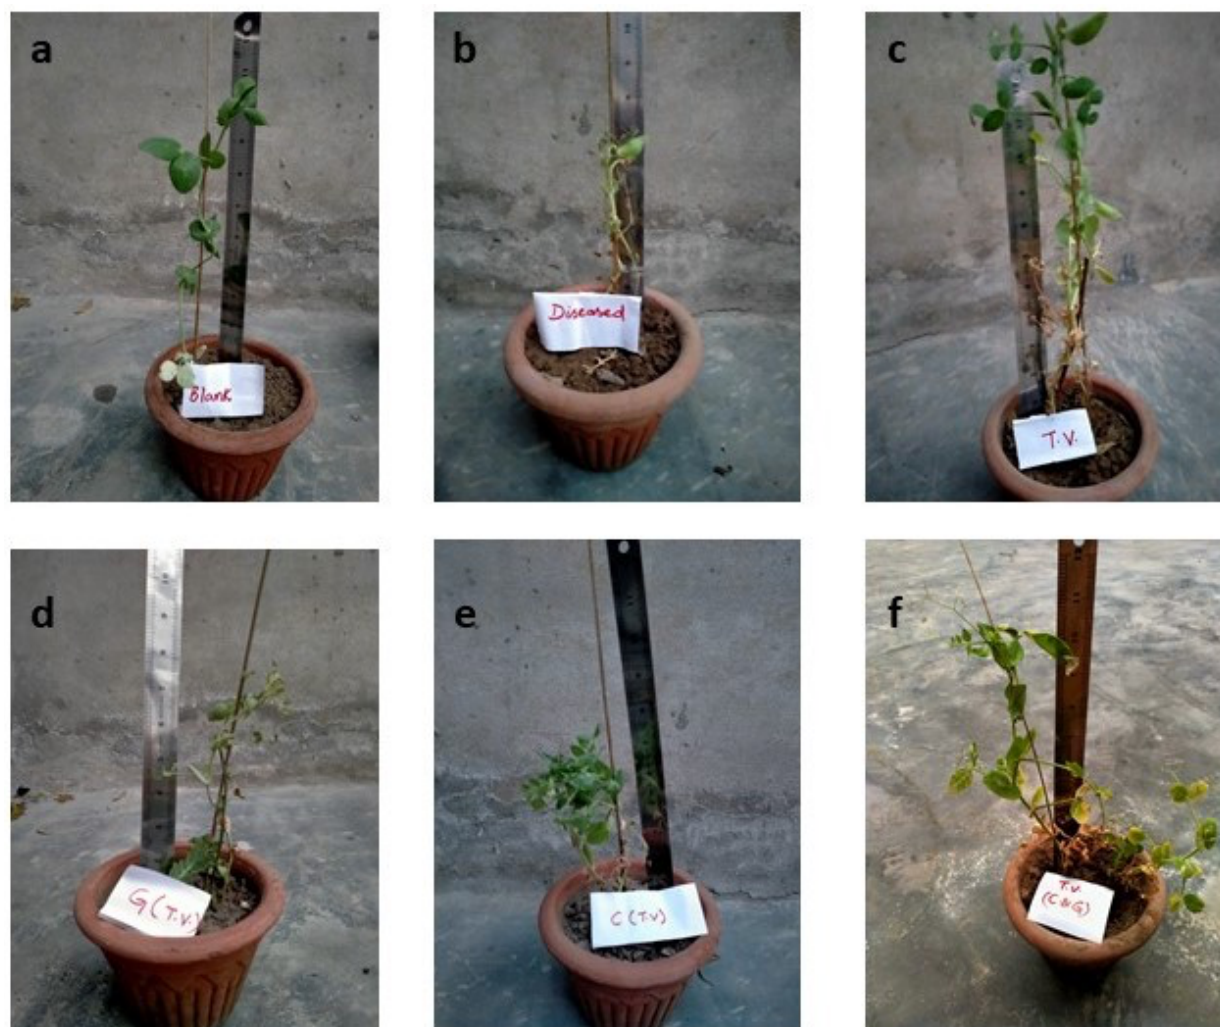 a
b
c
Blank
Diseased
T.V.
d
e
f
G (T.V.)
C (T.V)
T.V.
(C & G)